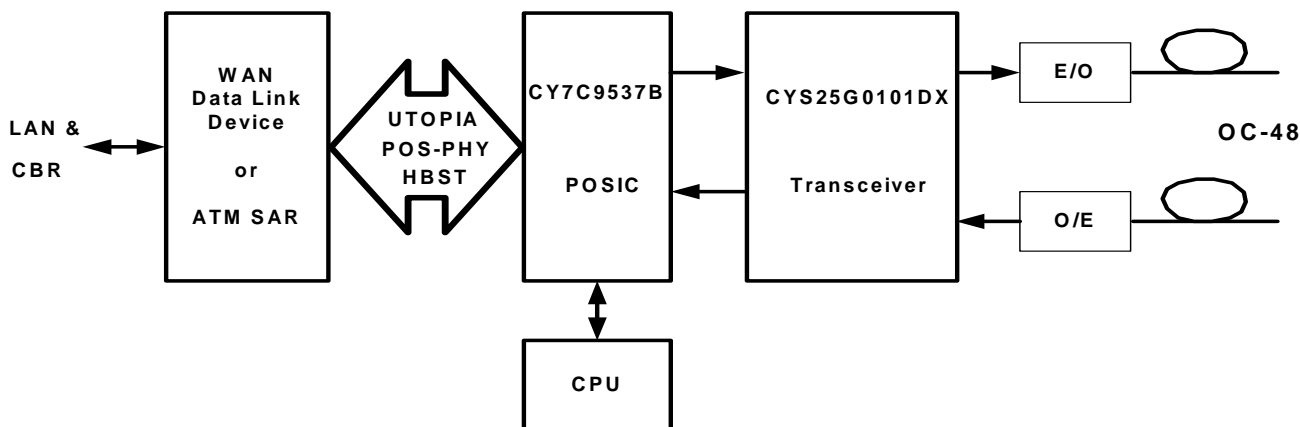 LAN &
CBR
WAN
Data Link
Device
or
ATM SAR
UTOPIA
POS-PHY
HBST
CY7C9537B
POSIC
CPU
CYS25G0101DX
Transceiver
E/O
O/E
OC-48